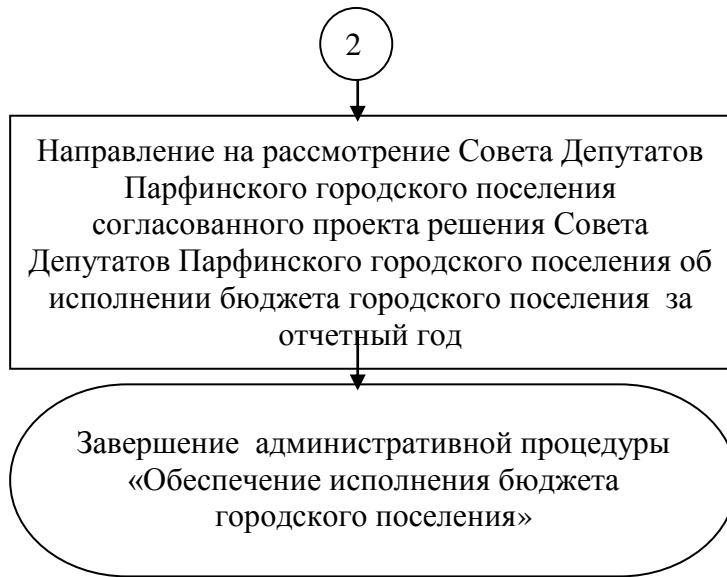 2
Направление на рассмотрение Совета Депутатов
Парфинского городского поселения
согласованного проекта решения Совета
Депутатов Парфинского городского поселения об
исполнении бюджета городского поселения за
отчетный год
Завершение административной процедуры
«Обеспечение исполнения бюджета
городского поселения»